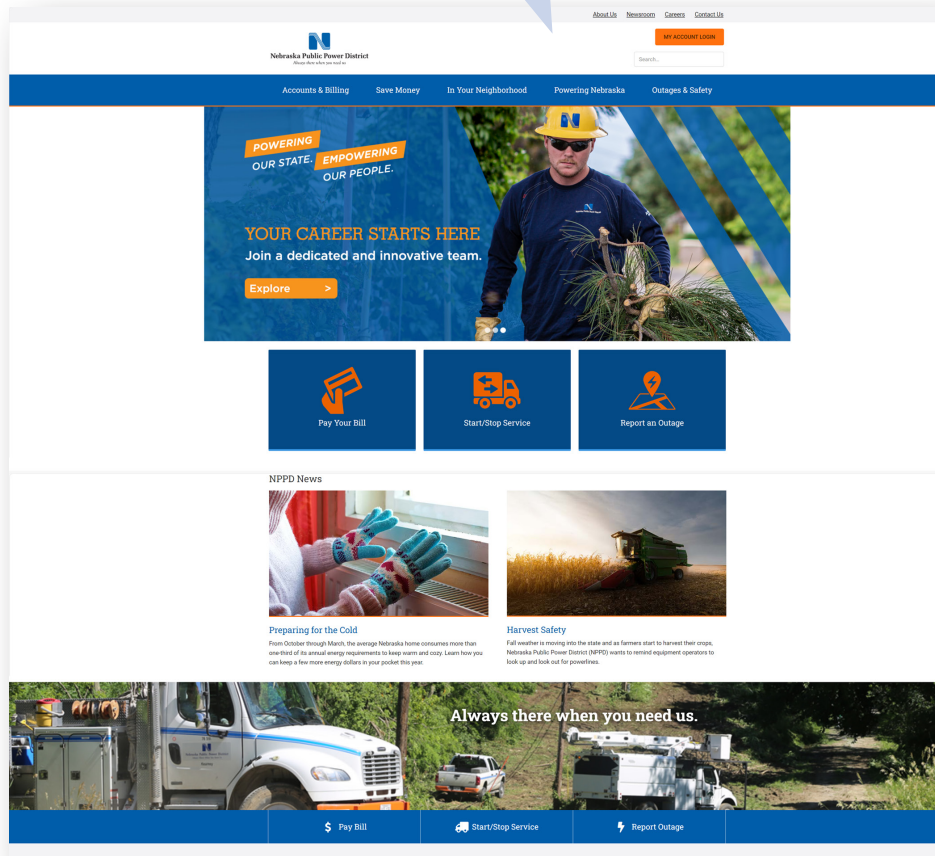 About Us Newsroom Careers Contact Us
MY ACCOUNT LOGIN
Nebraska Public Power District
Always there when you need us
Search...
Accounts & Billing Save Money In Your Neighborhood Powering Nebraska Outages & Safety
POWERING
OUR STATE. EMPOWERING
OUR PEOPLE.
YOUR CAREER STARTS HERE
Join a dedicated and innovative team.
Explore >
Pay Your Bill Start/Stop Service Report an Outage
NPPD News
Preparing for the Cold
From October through March, the average Nebraska home consumes more than
one-third of its annual energy requirements to keep warm and cozy. Learn how you
can keep a few more energy dollars in your pocket this year.
Harvest Safety
Fall weather is moving into the state and as farmers start to harvest their crops,
Nebraska Public Power District (NPPD) wants to remind equipment operators to
look up and look out for powerlines.
Always there when you need us.
$ Pay Bill Start/Stop Service Report Outage